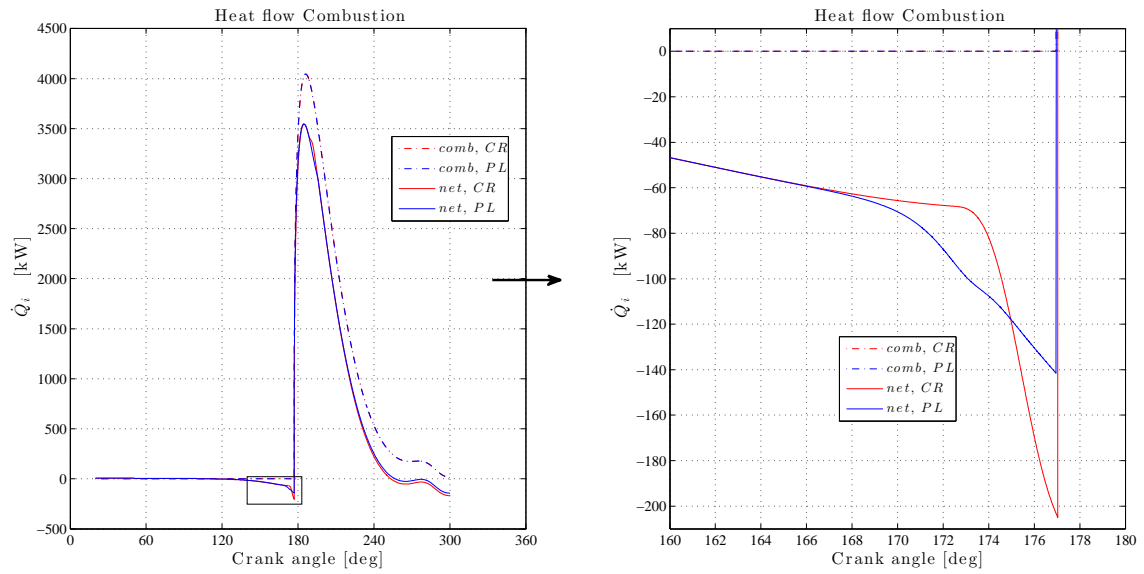 Heat flow Combustion
4500
4000
3500
3000
2500
2000
1500
1000
500
0
−500
Q̇ i [kW]
comb, CR
comb, PL
net, CR
net, PL
0 60 120 180 240 300 360
Crank angle [deg]
Heat flow Combustion
0
−20
−40
−60
−80
−100
−120
−140
−160
−180
−200
Q̇ i [kW]
comb, CR
comb, PL
net, CR
net, PL
160 162 164 166 168 170 172 174 176 178 180
Crank angle [deg]